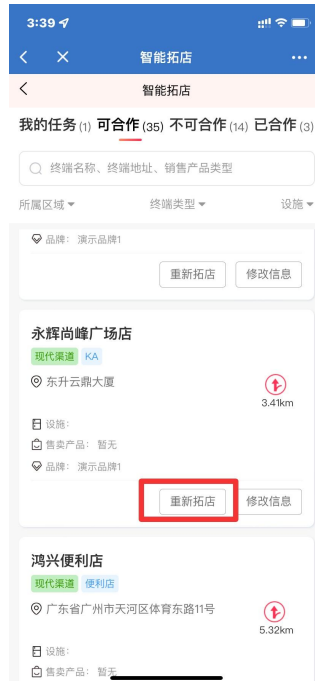 3:39
智能拓店
智能拓店
我的任务(1) 可合作(35) 不可合作(14) 已合作(3)
终端名称、终端地址、销售产品类型
所属区域 终端类型 设施
品牌： 演示品牌1
重新拓店 修改信息
永辉尚峰广场店
现代渠道 KA
东升云鼎大厦
3.41km
设施：
售卖产品： 暂无
品牌： 演示品牌1
重新拓店 修改信息
鸿兴便利店
现代渠道 便利店
广东省广州市天河区体育东路11号
5.32km
设施：
售卖产品： 暂无